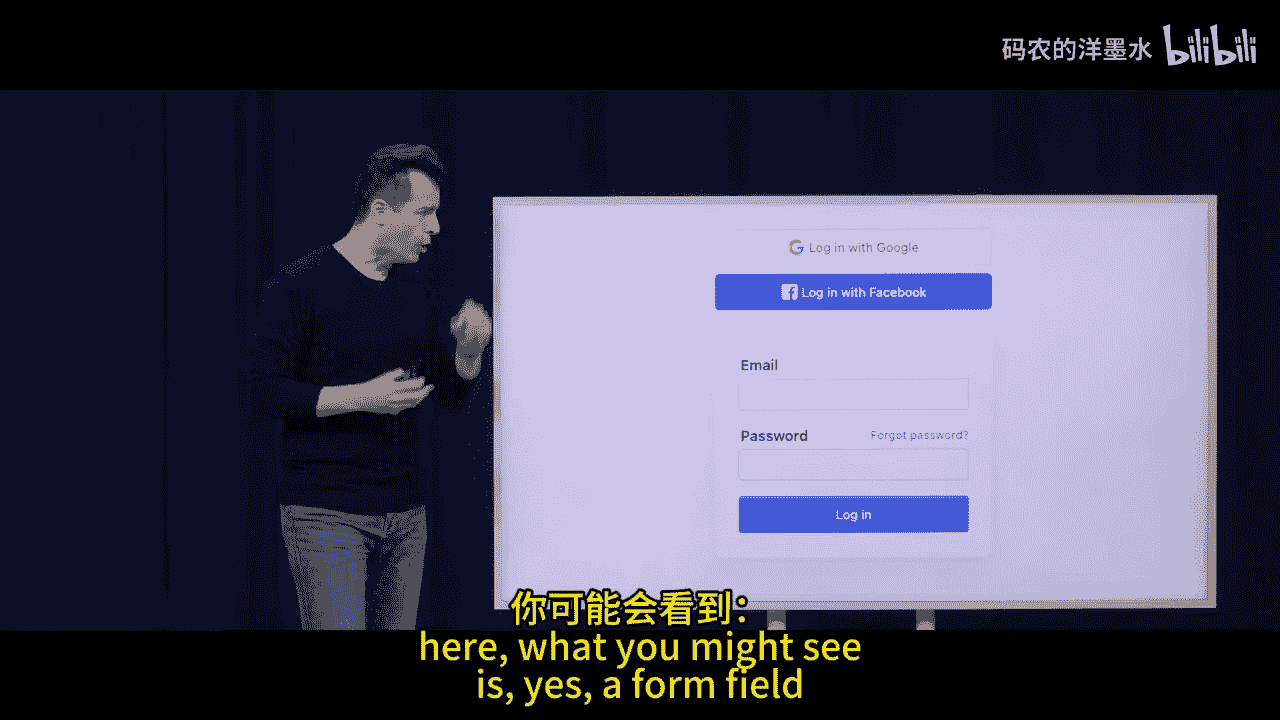 码农的洋墨水 bilibili
Log in with Google
Log in with Facebook
Email
Password Forgot password?
Log in
你可能会看到：
here, what you might see
is, yes, a form field